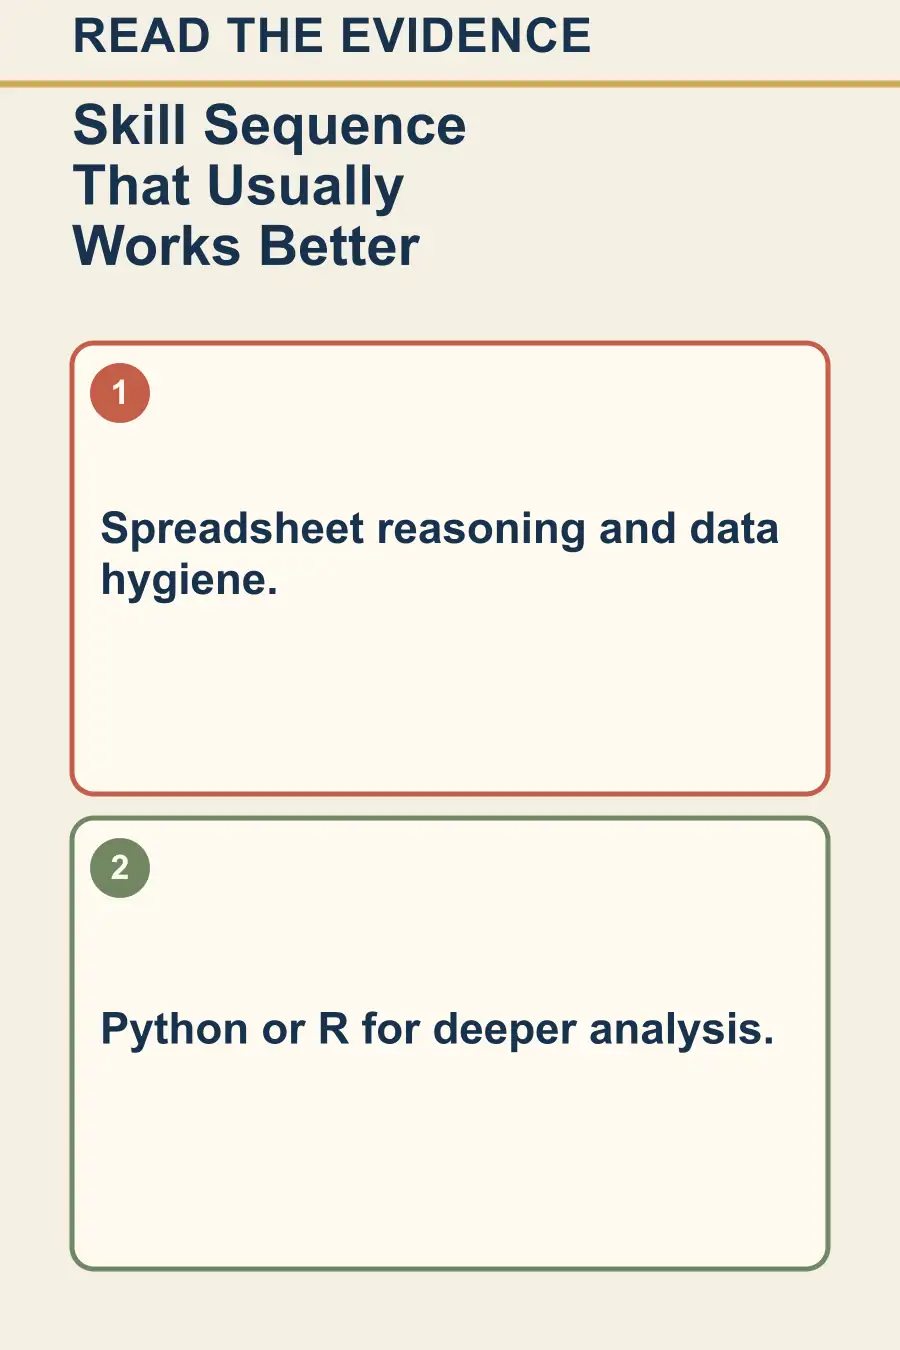 READ THE EVIDENCE
Skill Sequence
That Usually
Works Better
1
Spreadsheet reasoning and data
hygiene.
2
Python or R for deeper analysis.